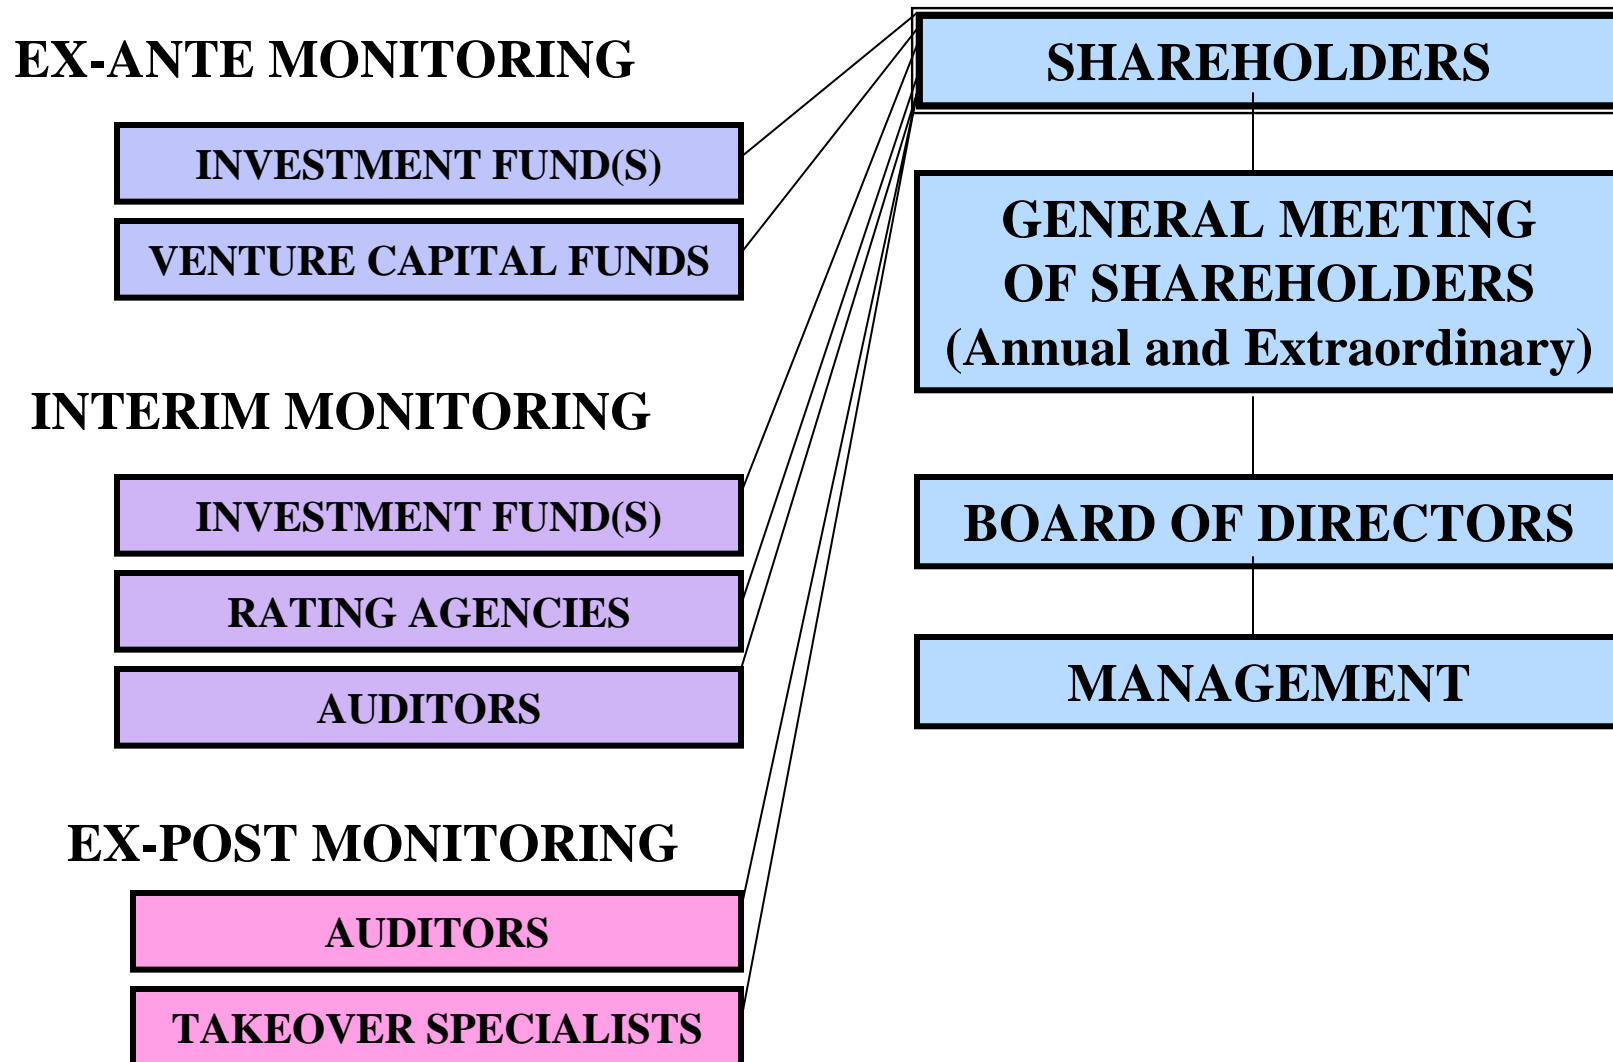 EX-ANTE MONITORING
INVESTMENT FUND(S)
VENTURE CAPITAL FUNDS
INTERIM MONITORING
INVESTMENT FUND(S)
RATING AGENCIES
AUDITORS
EX-POST MONITORING
AUDITORS
TAKEOVER SPECIALISTS
SHAREHOLDERS
GENERAL MEETING
OF SHAREHOLDERS
(Annual and Extraordinary)
BOARD OF DIRECTORS
MANAGEMENT